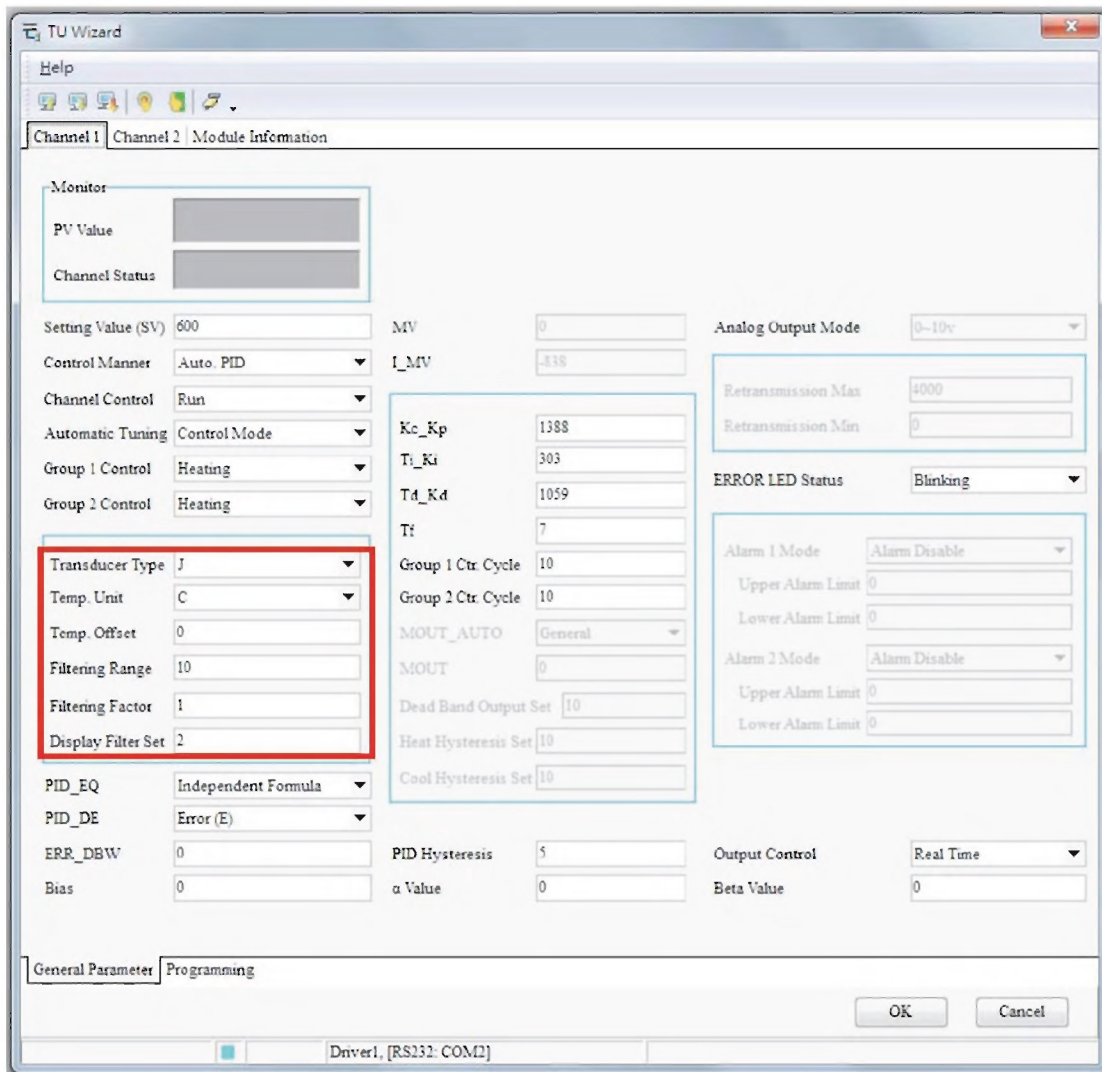 TU Wizard
Help
Channel 1 Channel 2 Module Information
Monitor
PV Value
Channel Status
Setting Value (SV) 600
Control Manner Auto. PID
Channel Control Run
Automatic Tuning Control Mode
Group 1 Control Heating
Group 2 Control Heating
Transducer Type J
Temp. Unit C
Temp. Offset 0
Filtering Range 10
Filtering Factor 1
Display Filter Set 2
PID_EQ Independent Formula
PID_DE Error (E)
ERR_DBW 0
Bias 0
MV 0
I_MV -838
Kc_Kp 1388
Ti_Ki 303
Td_Kd 1059
Tf 7
Group 1 Ctr. Cycle 10
Group 2 Ctr. Cycle 10
MOUT_AUTO General
MOUT 0
Dead Band Output Set 10
Heat Hysteresis Set 10
Cool Hysteresis Set 10
PID Hysteresis 5
α Value 0
Analog Output Mode 0~10v
Retransmission Max 4000
Retransmission Min 0
ERROR LED Status Blinking
Alarm 1 Mode Alarm Disable
Upper Alarm Limit 0
Lower Alarm Limit 0
Alarm 2 Mode Alarm Disable
Upper Alarm Limit 0
Lower Alarm Limit 0
Output Control Real Time
Beta Value 0
General Parameter Programming
OK Cancel
Driver1, [RS232: COM2]